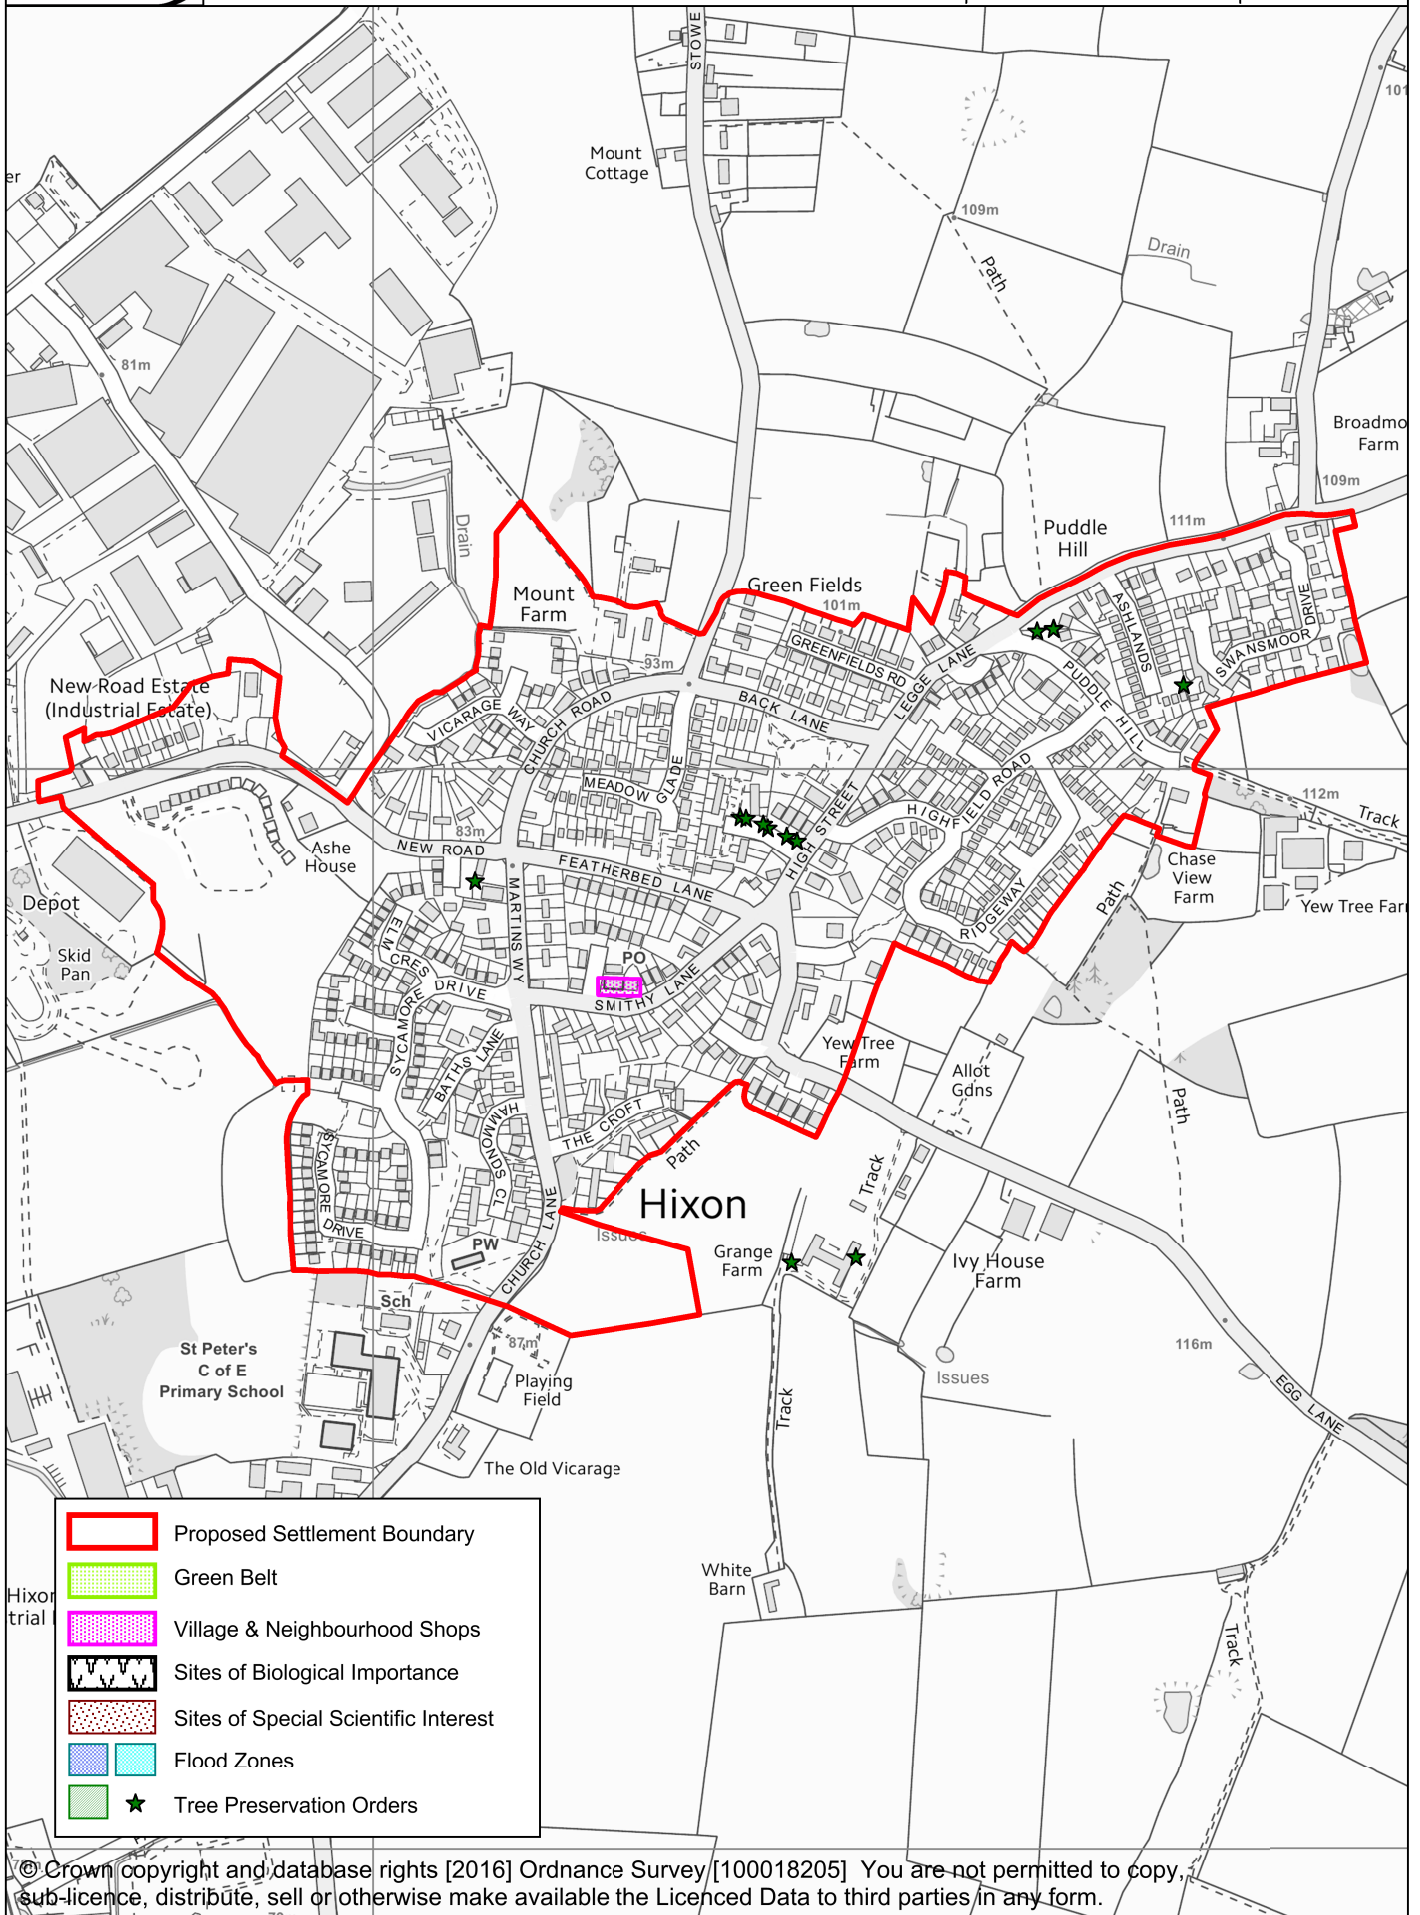 STOWE
101
Mount
Cottage
er
109m
Path
Drain
81m
Broadmo
Farm
109m
111m
Puddle
Hill
Drain
Mount
Farm
Green Fields
101m
ASHLANDS
DRIVE
GREENFIELDS RD
LEGGE LANE
SWANSMOOR
93m
PUDDLE HILL
New Road Estate
(Industrial Estate)
VICARAGE WAY
CHURCH ROAD
BACK LANE
MEADOW
GLADE
HIGHFIELD ROAD
112m
Track
83m
HIGH STREET
Ashe
House
NEW ROAD
FEATHERBED LANE
Chase
View
Farm
Path
Depot
MARTINS WY
RIDGEWAY
Yew Tree Far
ELM
CRES
Skid
Pan
PO
DRIVE
SMITHY LANE
SYCAMORE
BATHS LANE
Yew Tree
Farm
Allot
Gdns
Path
HAMMONDS CL
THE CROFT
SYCAMORE
DRIVE
Path
Track
Hixon
Issues
CHURCH LANE
PW
Grange
Farm
Ivy House
Farm
Sch
87m
116m
St Peter's
C of E
Primary School
Playing
Field
Issues
EGG LANE
Track
The Old Vicarage
White
Barn
Track
Hixon
trial
Proposed Settlement Boundary
Green Belt
Village & Neighbourhood Shops
Sites of Biological Importance
Sites of Special Scientific Interest
Flood Zones
Tree Preservation Orders
© Crown copyright and database rights [2016] Ordnance Survey [100018205]  You are not permitted to copy,
sub-licence, distribute, sell or otherwise make available the Licenced Data to third parties in any form.